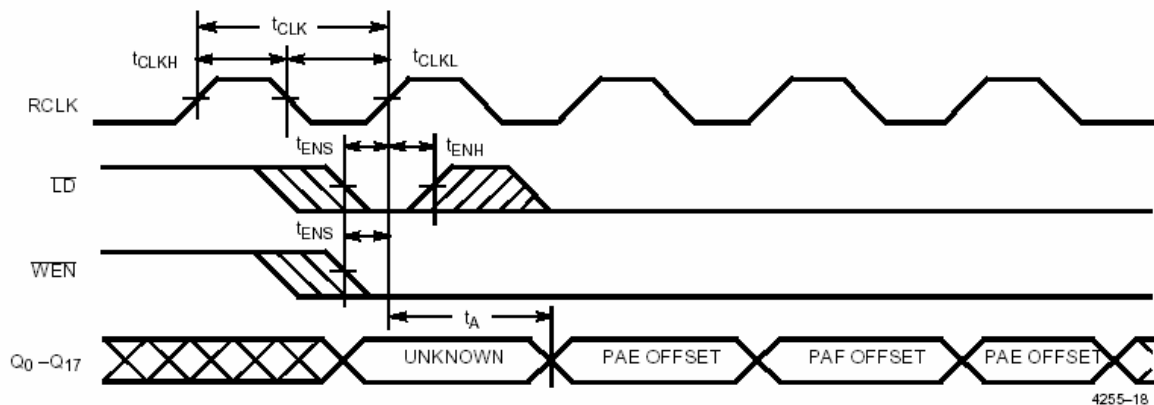 tCLK
tCLKH
tCLKL
RCLK
tENS
tENH
LD
tENS
WEN
tA
Q0 –Q17
UNKNOWN
PAE OFFSET
PAF OFFSET
PAE OFFSET
4255–18